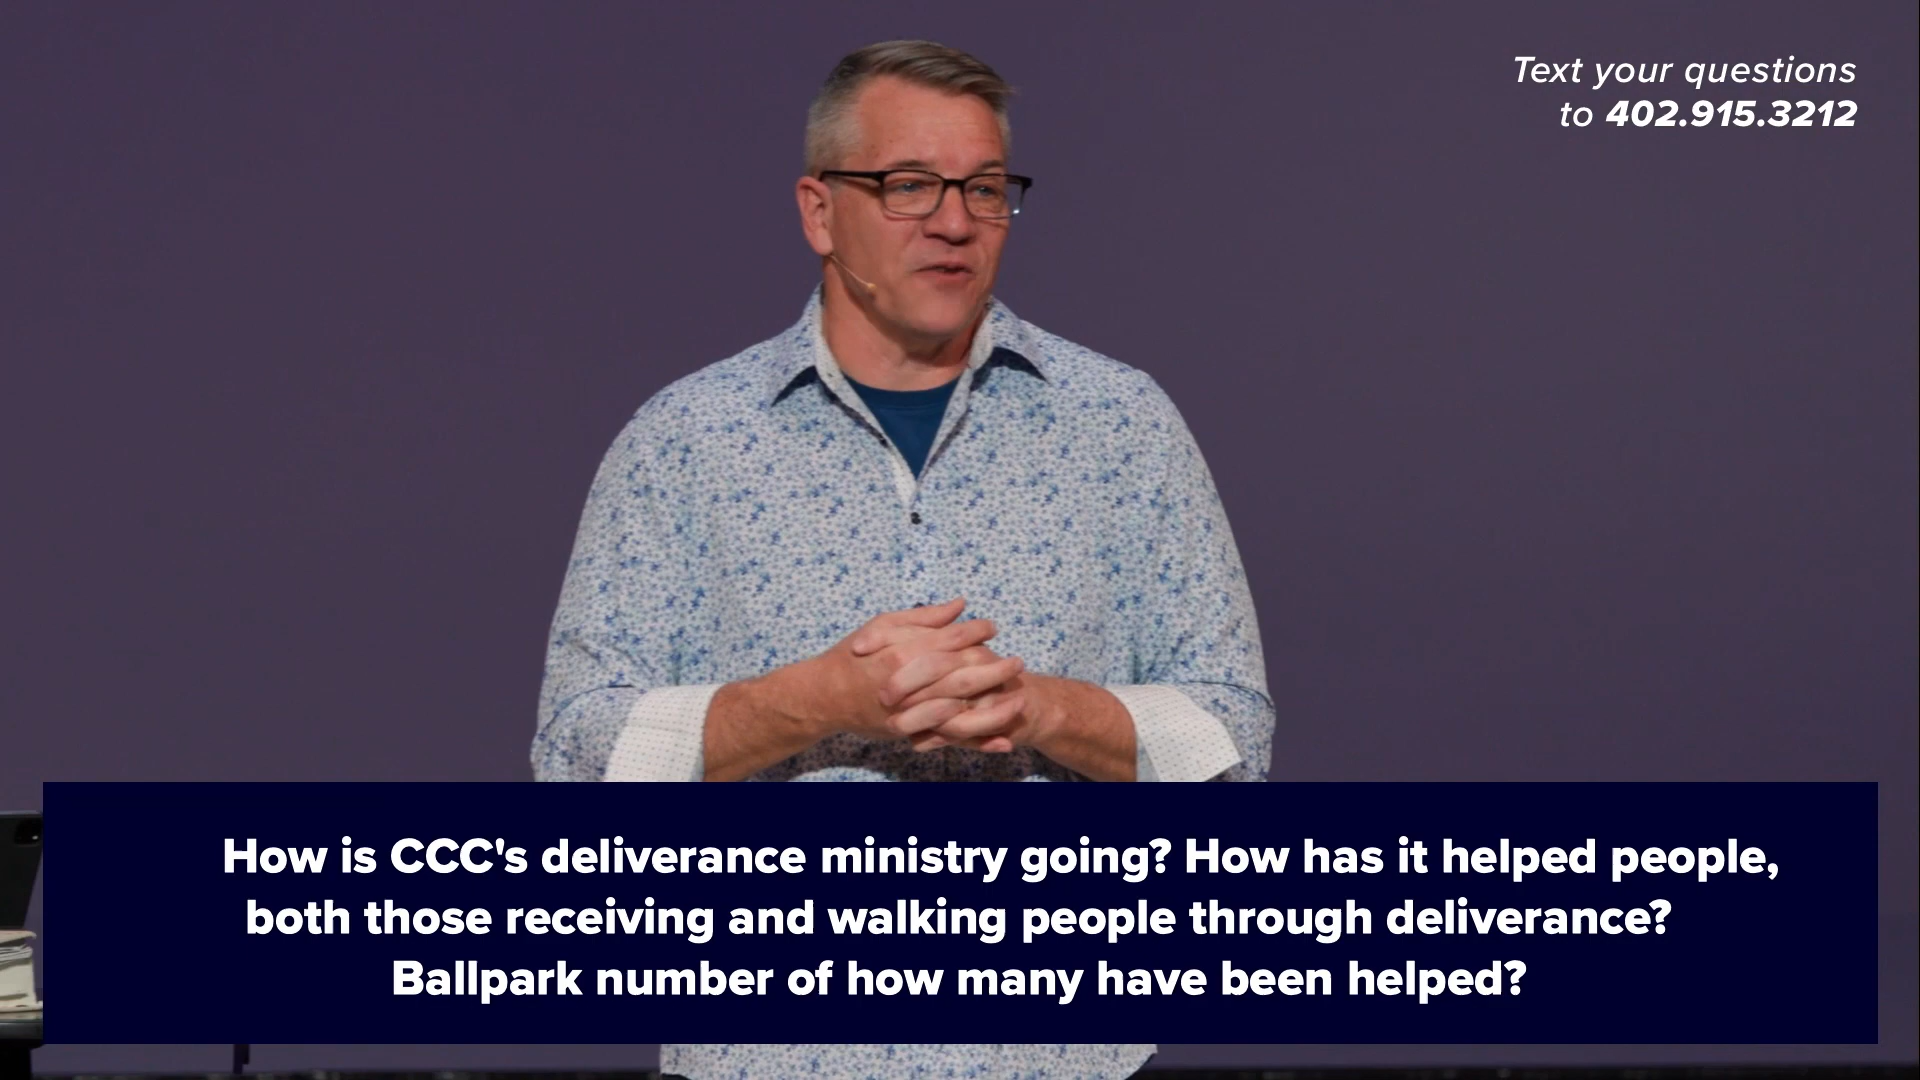 Text your questions
to 402.915.3212
How is CCC's deliverance ministry going? How has it helped people,
both those receiving and walking people through deliverance?
Ballpark number of how many have been helped?